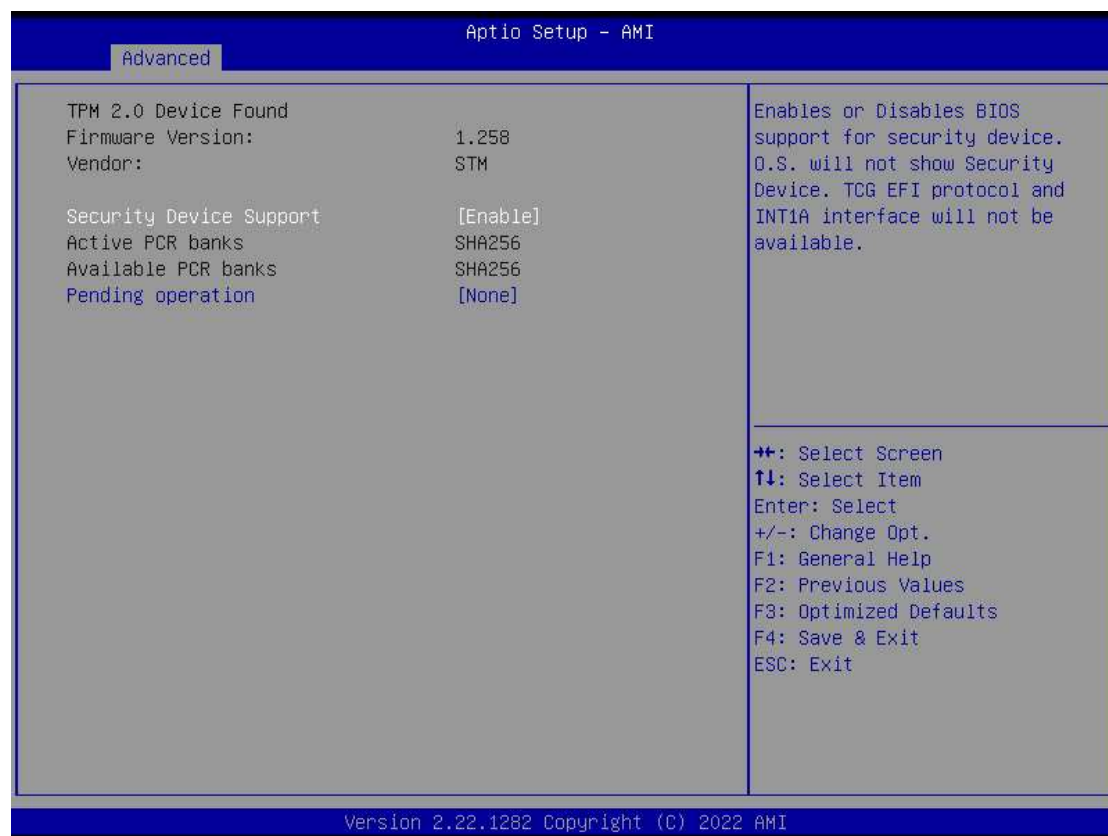 Aptio Setup – AMI
Advanced
TPM 2.0 Device Found
Firmware Version: 1.258
Vendor: STM
Security Device Support [Enable]
Active PCR banks SHA256
Available PCR banks SHA256
Pending operation [None]
Enables or Disables BIOS
support for security device.
O.S. will not show Security
Device. TCG EFI protocol and
INT1A interface will not be
available.
→←: Select Screen
↑↓: Select Item
Enter: Select
+/-: Change Opt.
F1: General Help
F2: Previous Values
F3: Optimized Defaults
F4: Save & Exit
ESC: Exit
Version 2.22.1282 Copyright (C) 2022 AMI